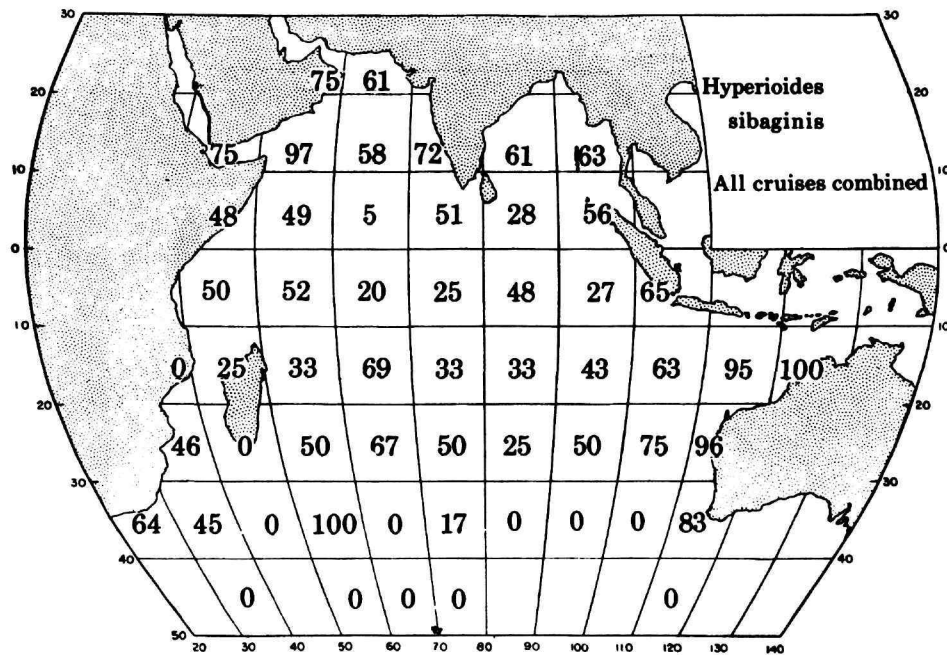 30 30
20 Hyperioides 20
sibaginis
75 61
75 97 58 72 61 63
All cruises combined
10 10
48 49 5 51 28 56
0 0
50 52 20 25 48 27 65
10 10
0 25 33 69 33 33 43 63 95 100
20 20
46 0 50 67 50 25 50 75 96
30 30
64 45 0 100 0 17 0 0 0 83
40 40
0 0 0 0 0
50 50
20 30 40 50 60 70 80 90 100 110 120 130 140